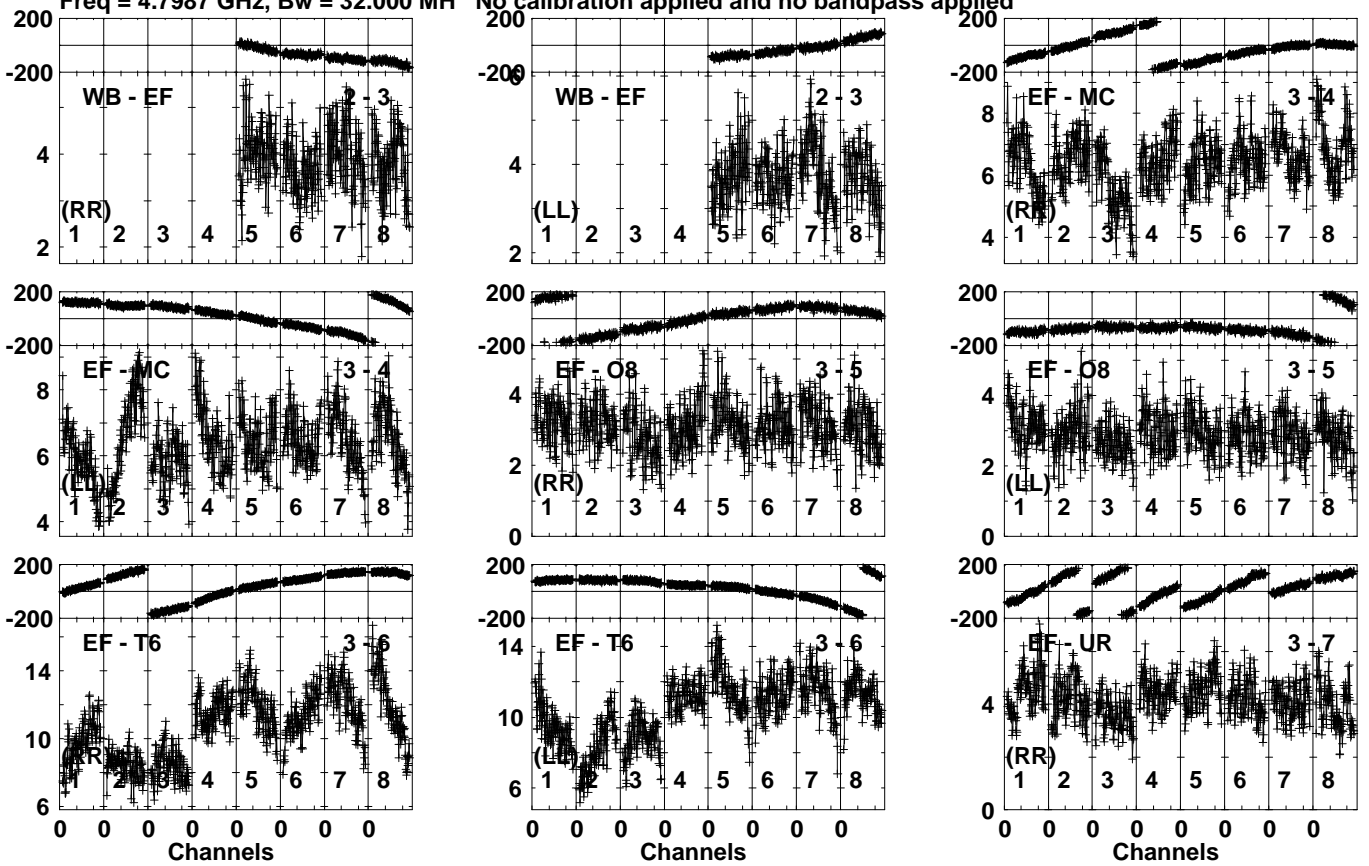 Freq = 4.7987 GHz, Bw = 32.000 MH No calibration applied and no bandpass applied
200
-200
WB - EF 2 - 3
4
2
(RR)
1 2 3 4 5 6 7 8
200
-200
6
WB - EF 2 - 3
4
2
(LL)
1 2 3 4 5 6 7 8
200
-200
EF - MC 3 - 4
8
6
4
(RR)
1 2 3 4 5 6 7 8
200
-200
EF - MC 3 - 4
8
6
4
(LL)
1 2 3 4 5 6 7 8
200
-200
EF - O8 3 - 5
4
2
0
(RR)
1 2 3 4 5 6 7 8
200
-200
EF - O8 3 - 5
4
2
0
(LL)
1 2 3 4 5 6 7 8
200
-200
EF - T6 3 - 6
14
10
6
(RR)
1 2 3 4 5 6 7 8
0 0 0 0 0 0 0 0
Channels
200
-200
EF - T6 3 - 6
14
10
6
(LL)
1 2 3 4 5 6 7 8
0 0 0 0 0 0 0 0
Channels
200
-200
EF - UR 3 - 7
4
0
(RR)
1 2 3 4 5 6 7 8
0 0 0 0 0 0 0 0
Channels